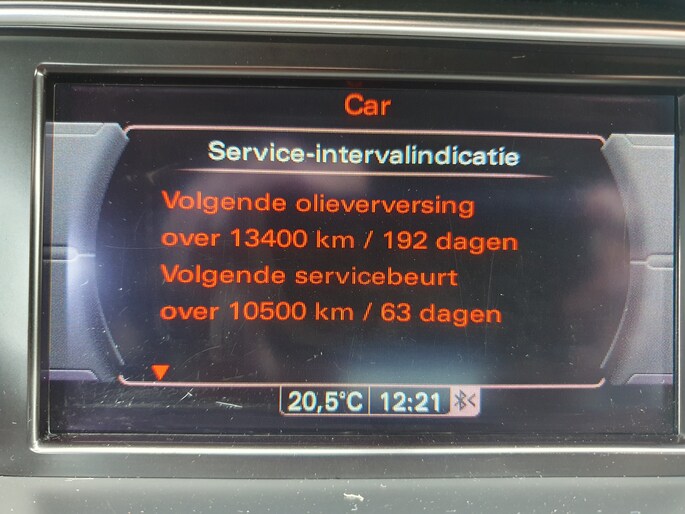 Car
Service-intervalindicatie
Volgende olieverversing
over 13400 km / 192 dagen
Volgende servicebeurt
over 10500 km / 63 dagen
20,5°C 12:21